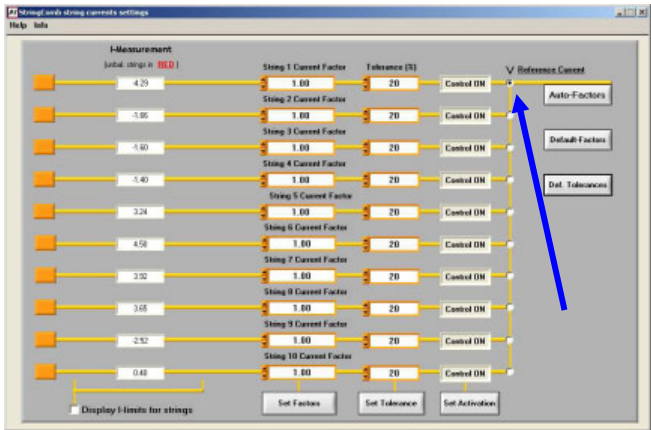 StringComb string currents settings
Help Info
I-Measurement
[unbal. strings in RED]
String 1 Current Factor Tolerance [%] V Reference Current
-4.29 1.00 20 Control ON Auto-Factors
String 2 Current Factor
1.00 20 Control ON
String 3 Current Factor
-1.60 1.00 20 Control ON Default-Factors
String 4 Current Factor
-1.40 1.00 20 Control ON Def. Tolerances
String 5 Current Factor
3.24 1.00 20 Control ON
String 6 Current Factor
4.58 1.00 20 Control ON
String 7 Current Factor
3.92 1.00 20 Control ON
String 8 Current Factor
3.65 1.00 20 Control ON
String 9 Current Factor
-2.92 1.00 20 Control ON
String 10 Current Factor
0.48 1.00 20 Control ON
Display I-limits for strings Set Factors Set Tolerance Set Activation